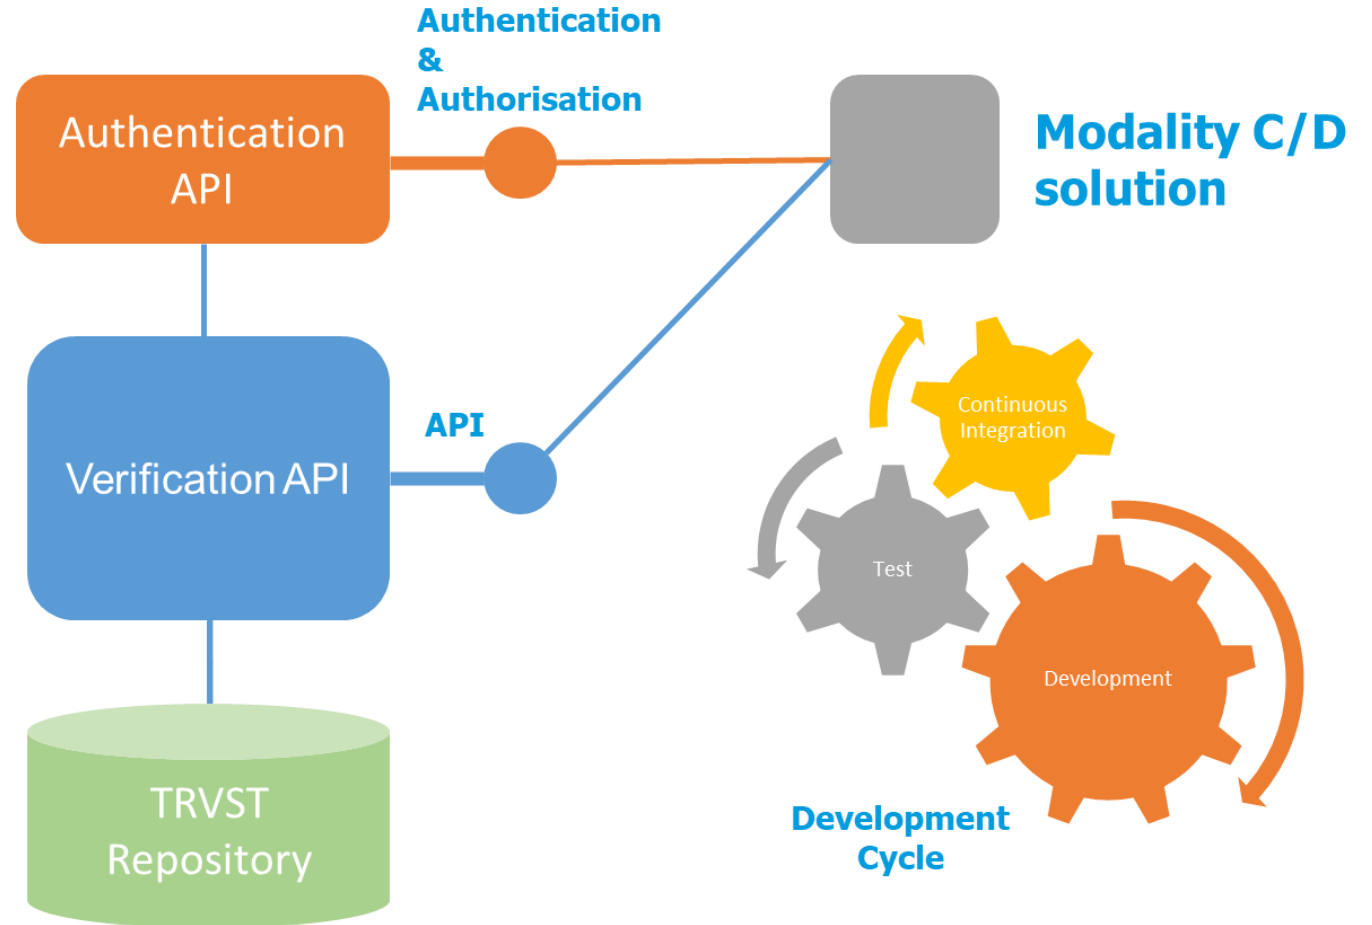 Authentication
&
Authorisation
Authentication
API
Modality C/D
solution
Continuous
Integration
API
Verification API
Test
Development
TRVST
Repository
Development
Cycle